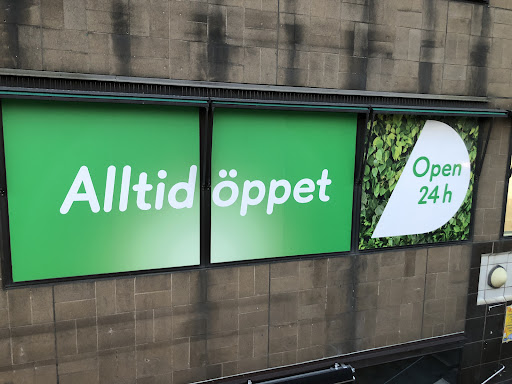 Alltid öppet
Open
24 h